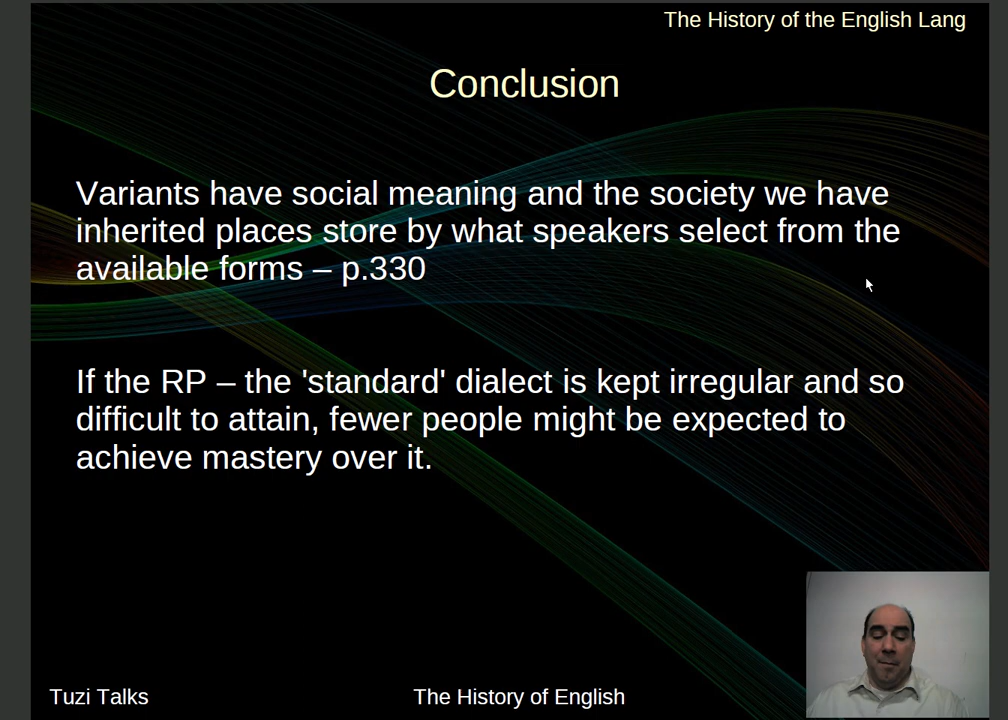 The History of the English Lang
Conclusion
Variants have social meaning and the society we have
inherited places store by what speakers select from the
available forms – p.330
If the RP – the 'standard' dialect is kept irregular and so
difficult to attain, fewer people might be expected to
achieve mastery over it.
Tuzi Talks
The History of English